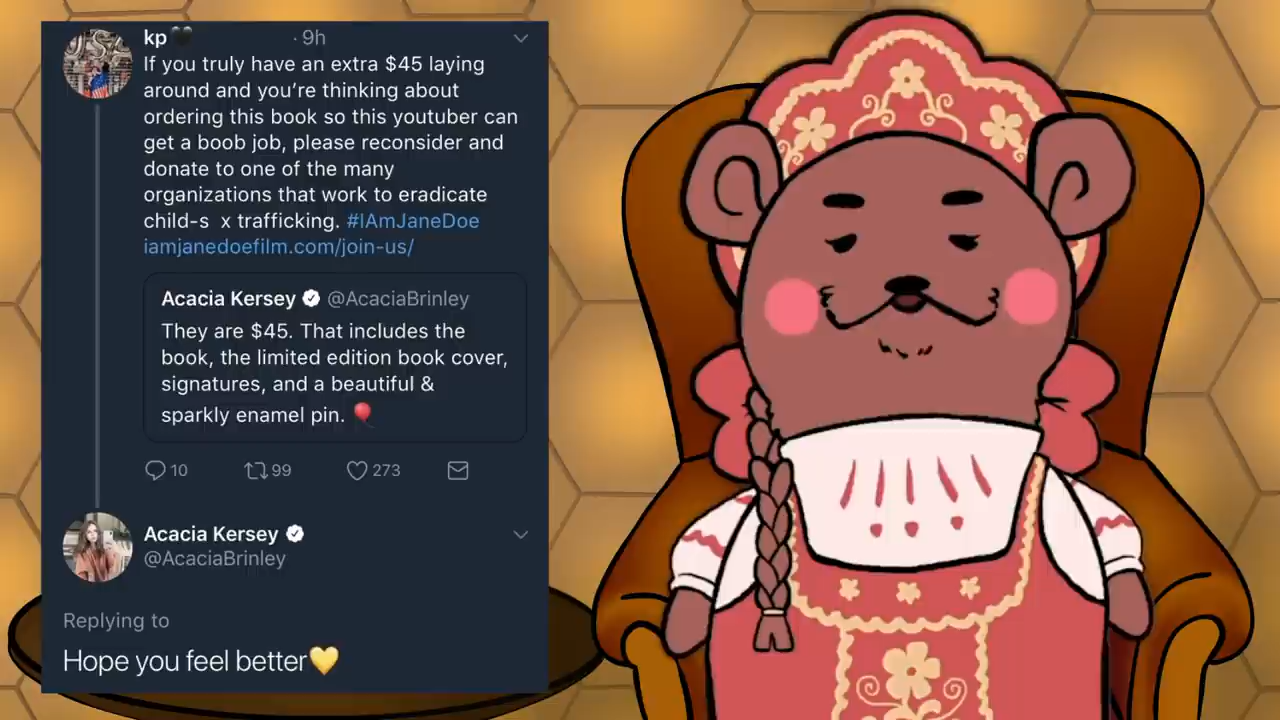 kp🖤 · 9h
If you truly have an extra $45 laying
around and you're thinking about
ordering this book so this youtuber can
get a boob job, please reconsider and
donate to one of the many
organizations that work to eradicate
child-s x trafficking. #IAmJaneDoe
iamjanedoefilm.com/join-us/
Acacia Kersey @AcaciaBrinley
They are $45. That includes the
book, the limited edition book cover,
signatures, and a beautiful &
sparkly enamel pin. 🎈
10 99 273
Acacia Kersey
@AcaciaBrinley
Replying to
Hope you feel better💛